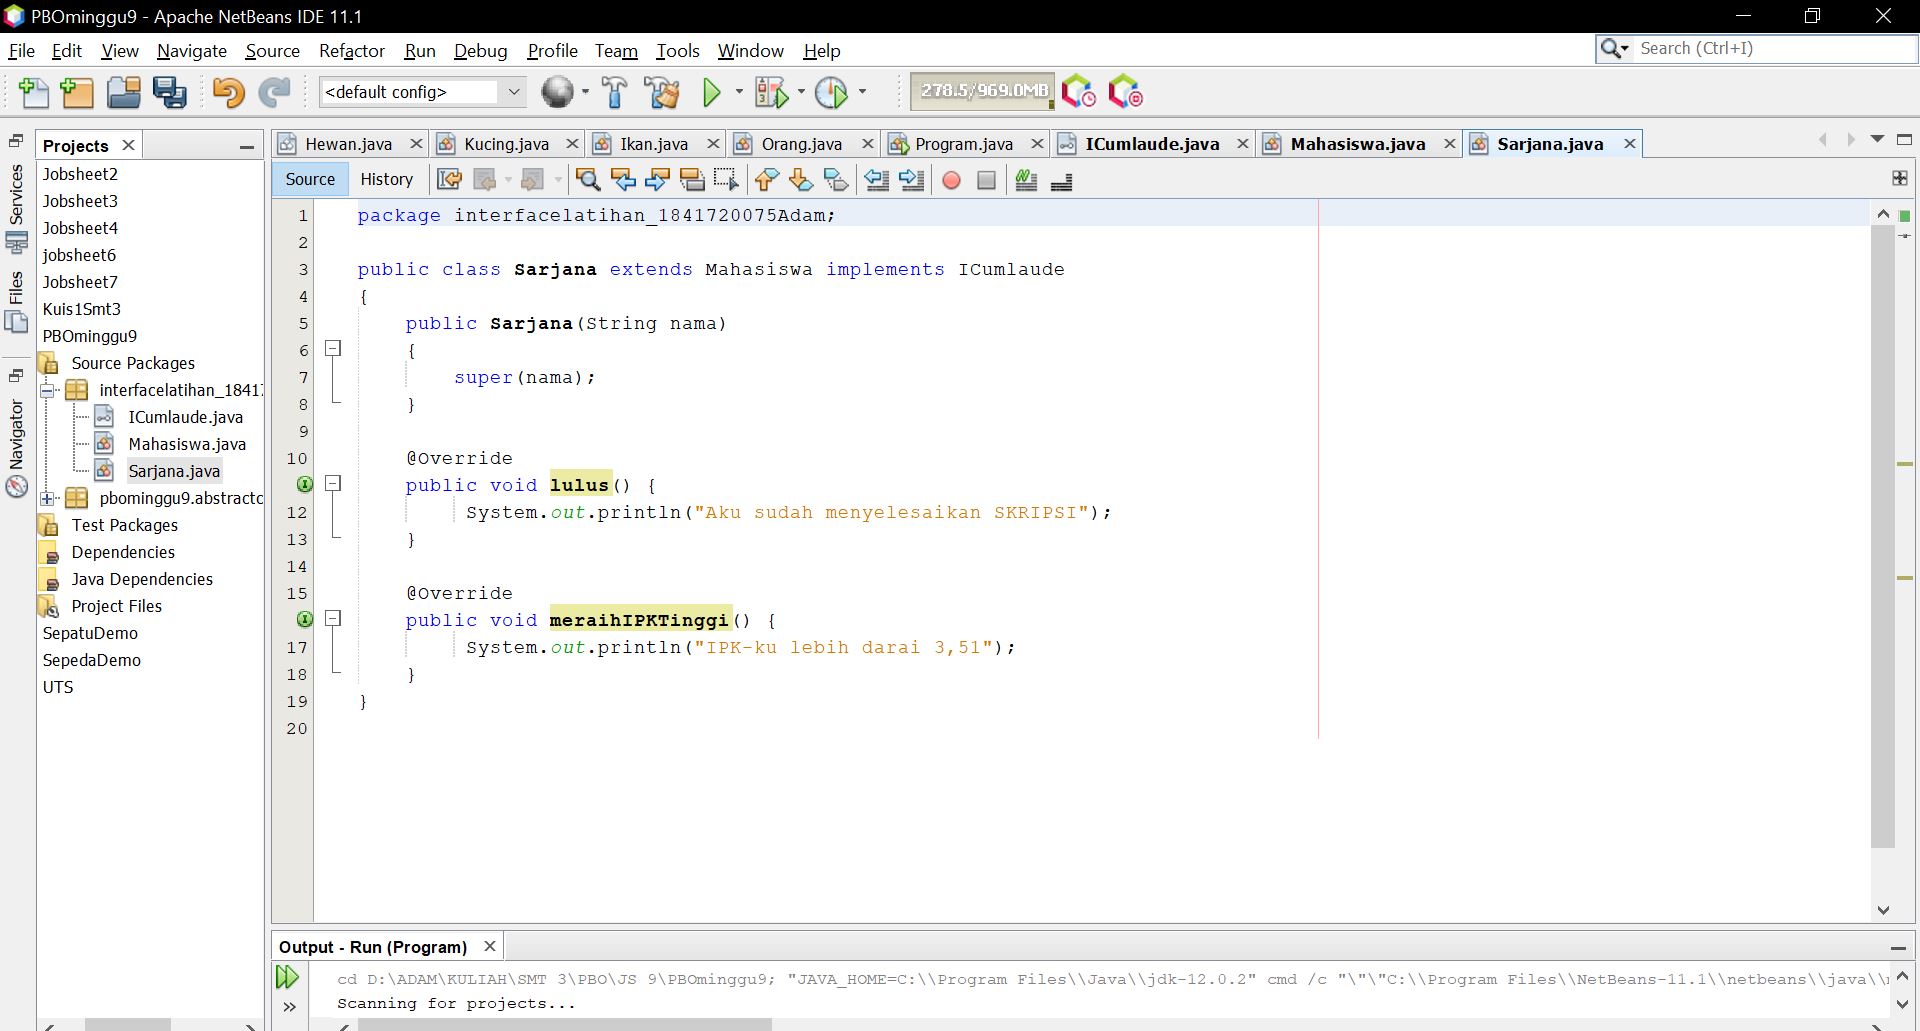 PBOminggu9 - Apache NetBeans IDE 11.1
File Edit View Navigate Source Refactor Run Debug Profile Team Tools Window Help
Search (Ctrl+I)
<default config>
278.5/969.0MB
Projects
Hewan.java Kucing.java Ikan.java Orang.java Program.java ICumlaude.java Mahasiswa.java Sarjana.java
Source History
Services
Files
Navigator
Jobsheet2
Jobsheet3
Jobsheet4
jobsheet6
Jobsheet7
Kuis1Smt3
PBOminggu9
Source Packages
interfacelatihan_1841
ICumlaude.java
Mahasiswa.java
Sarjana.java
pbominggu9.abstractc
Test Packages
Dependencies
Java Dependencies
Project Files
SepatuDemo
SepedaDemo
UTS
1 package interfacelatihan_1841720075Adam;
2
3 public class Sarjana extends Mahasiswa implements ICumlaude
4 {
5 public Sarjana(String nama)
6 {
7 super(nama);
8 }
9
10 @Override
public void lulus() {
12 System.out.println("Aku sudah menyelesaikan SKRIPSI");
13 }
14
15 @Override
public void meraihIPKTinggi() {
17 System.out.println("IPK-ku lebih darai 3,51");
18 }
19 }
20
Output - Run (Program)
cd D:\ADAM\KULIAH\SMT 3\PBO\JS 9\PBOminggu9; "JAVA_HOME=C:\\Program Files\\Java\\jdk-12.0.2" cmd /c "\"\"C:\\Program Files\\NetBeans-11.1\\netbeans\\java\\
Scanning for projects...